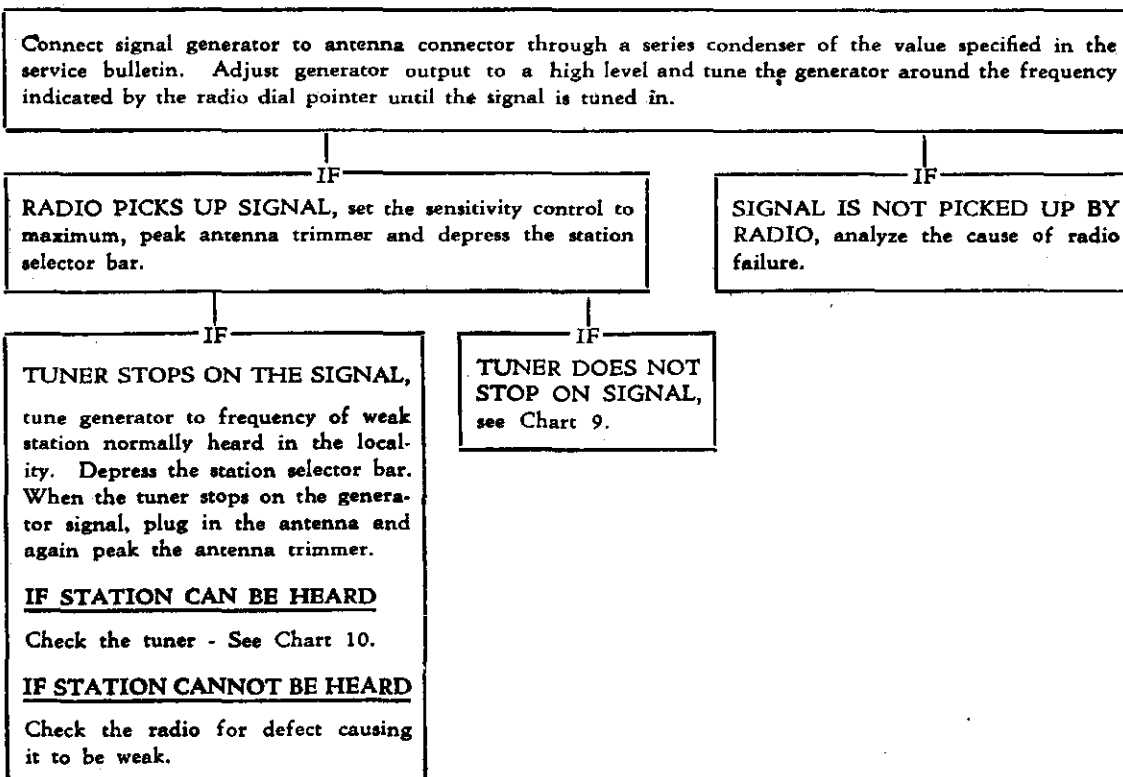 Connect signal generator to antenna connector through a series condenser of the value specified in the
service bulletin. Adjust generator output to a high level and tune the generator around the frequency
indicated by the radio dial pointer until the signal is tuned in.
IF
RADIO PICKS UP SIGNAL, set the sensitivity control to
maximum, peak antenna trimmer and depress the station
selector bar.
IF
SIGNAL IS NOT PICKED UP BY
RADIO, analyze the cause of radio
failure.
IF
TUNER STOPS ON THE SIGNAL,
tune generator to frequency of weak
station normally heard in the local-
ity. Depress the station selector bar.
When the tuner stops on the genera-
tor signal, plug in the antenna and
again peak the antenna trimmer.
IF STATION CAN BE HEARD
Check the tuner - See Chart 10.
IF STATION CANNOT BE HEARD
Check the radio for defect causing
it to be weak.
IF
TUNER DOES NOT
STOP ON SIGNAL,
see Chart 9.